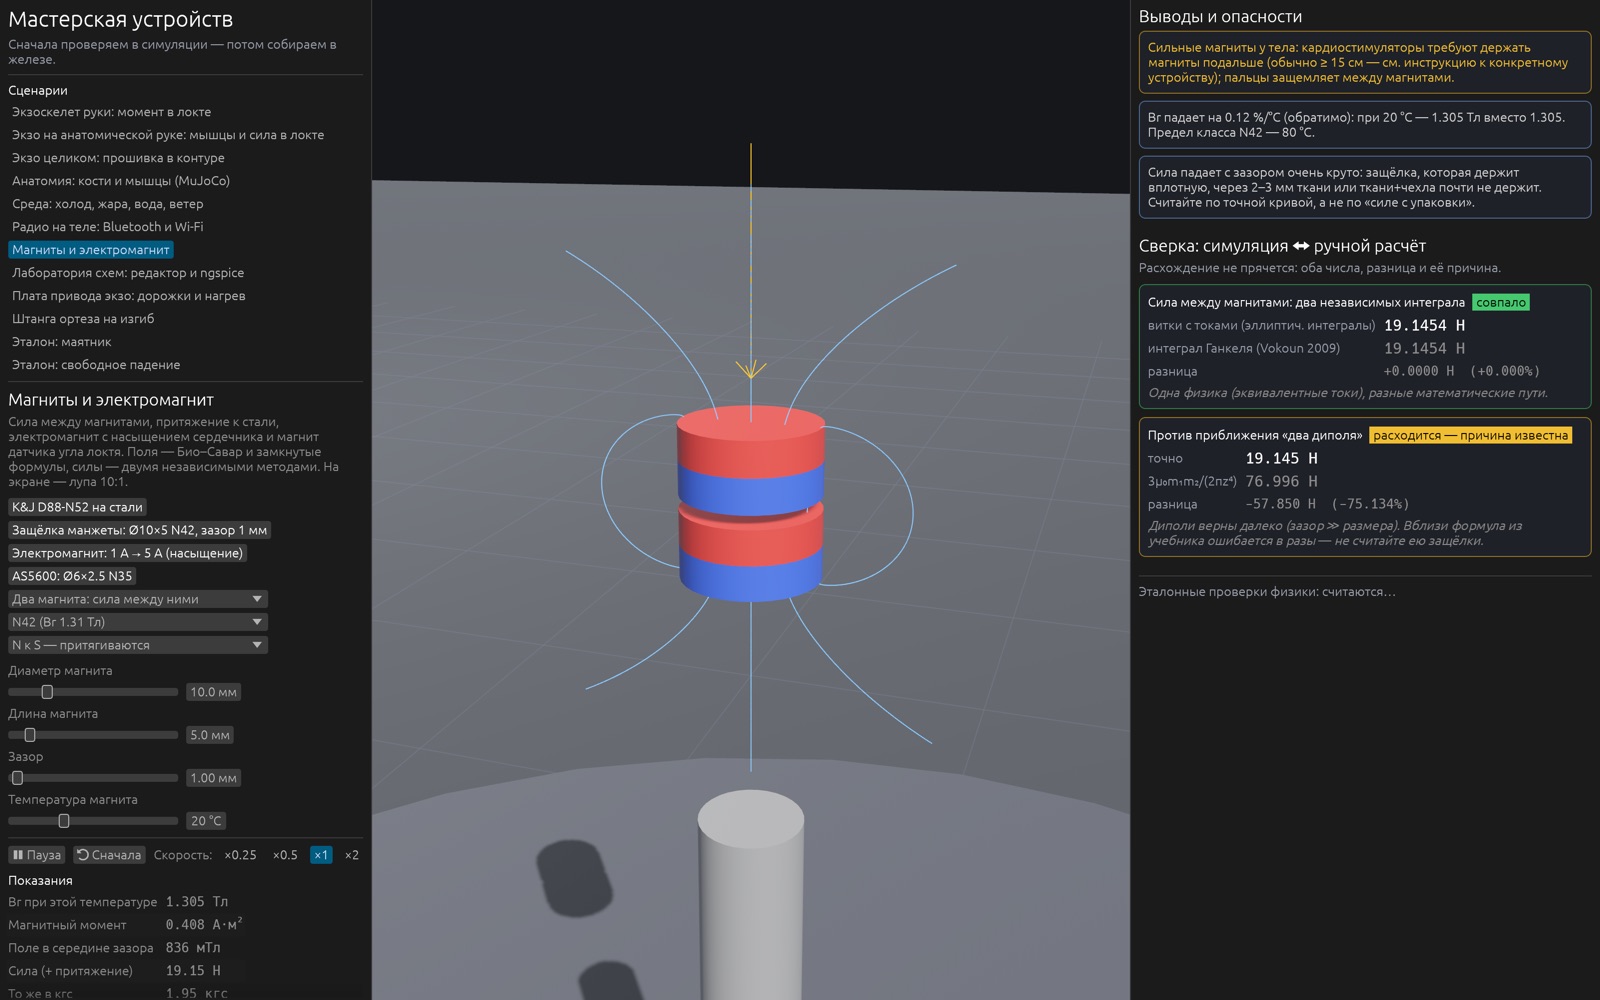 Мастерская устройств
Сначала проверяем в симуляции — потом собираем в
железе.
Сценарии
Экзоскелет руки: момент в локте
Экзо на анатомической руке: мышцы и сила в локте
Экзо целиком: прошивка в контуре
Анатомия: кости и мышцы (MuJoCo)
Среда: холод, жара, вода, ветер
Радио на теле: Bluetooth и Wi-Fi
Магниты и электромагнит
Лаборатория схем: редактор и ngspice
Плата привода экзо: дорожки и нагрев
Штанга ортеза на изгиб
Эталон: маятник
Эталон: свободное падение
Магниты и электромагнит
Сила между магнитами, притяжение к стали,
электромагнит с насыщением сердечника и магнит
датчика угла локтя. Поля — Био–Савар и замкнутые
формулы, силы — двумя независимыми методами. На
экране — лупа 10:1.
K&J D88-N52 на стали
Защёлка манжеты: Ø10×5 N42, зазор 1 мм
Электромагнит: 1 А → 5 А (насыщение)
AS5600: Ø6×2.5 N35
Два магнита: сила между ними
N42 (Br 1.31 Тл)
N к S — притягиваются
Диаметр магнита
10.0 мм
Длина магнита
5.0 мм
Зазор
1.00 мм
Температура магнита
20 °C
Пауза Сначала Скорость: ×0.25 ×0.5 ×1 ×2
Показания
Br при этой температуре 1.305 Тл
Магнитный момент 0.408 А·м²
Поле в середине зазора 836 мТл
Сила (+ притяжение) 19.15 Н
То же в кгс 1.95 кгс
Выводы и опасности
Сильные магниты у тела: кардиостимуляторы требуют держать
магниты подальше (обычно ≥ 15 см — см. инструкцию к конкретному
устройству); пальцы защемляет между магнитами.
Br падает на 0.12 %/°C (обратимо): при 20 °C — 1.305 Тл вместо 1.305.
Предел класса N42 — 80 °C.
Сила падает с зазором очень круто: защёлка, которая держит
вплотную, через 2–3 мм ткани или ткани+чехла почти не держит.
Считайте по точной кривой, а не по «силе с упаковки».
Сверка: симуляция ⬌ ручной расчёт
Расхождение не прячется: оба числа, разница и её причина.
Сила между магнитами: два независимых интеграла совпало
витки с токами (эллиптич. интегралы) 19.1454 Н
интеграл Ганкеля (Vokoun 2009) 19.1454 Н
разница +0.0000 Н (+0.000%)
Одна физика (эквивалентные токи), разные математические пути.
Против приближения «два диполя» расходится — причина известна
точно 19.145 Н
3μ₀m₁m₂/(2πz⁴) 76.996 Н
разница -57.850 Н (-75.134%)
Диполи верны далеко (зазор ≫ размера). Вблизи формула из
учебника ошибается в разы — не считайте ею защёлки.
Эталонные проверки физики: считаются…